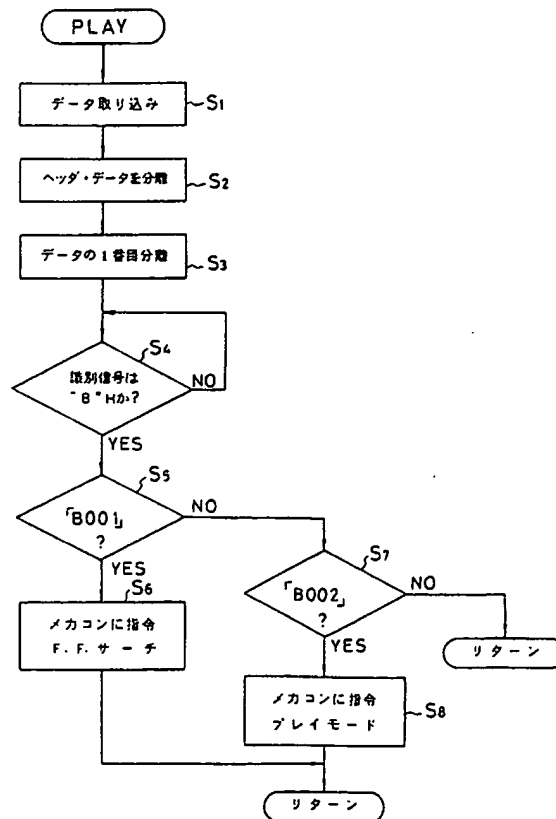 PLAY
データ取り込み
S1
ヘッダ・データを分離
S2
データの1番目分離
S3
S4
識別信号は
"B"Hか?
NO
YES
S5
「B001」
?
NO
YES
S6
メカコンに指令
F.F.サーチ
S7
「B002」
?
NO
YES
リターン
メカコンに指令
プレイモード
S8
リターン